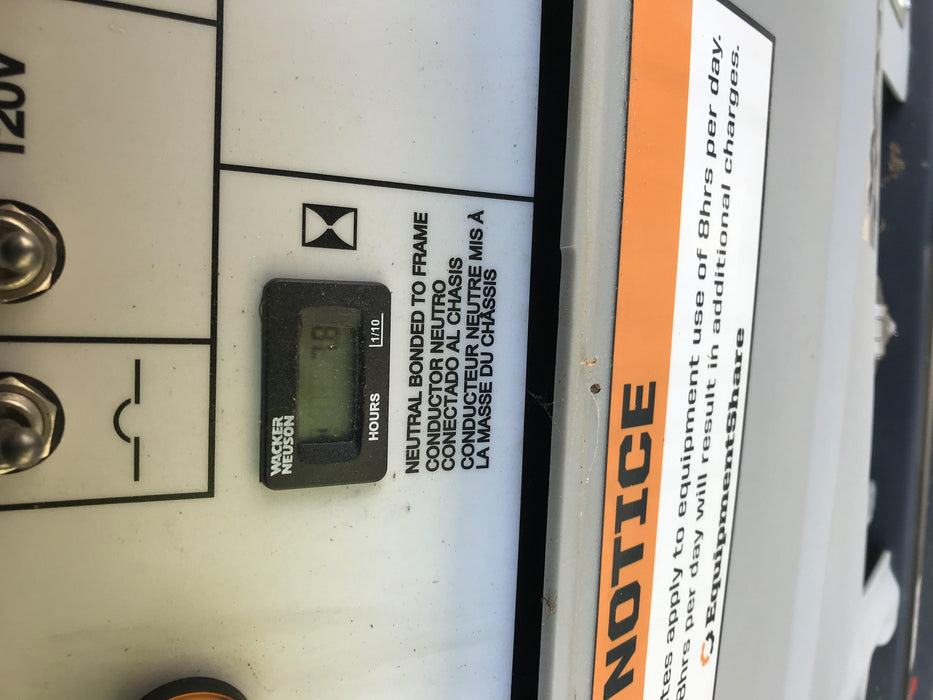 120V
WACKER
NEUSON
HOURS
1/10
NEUTRAL BONDED TO FRAME
CONDUCTOR NEUTRO
CONECTADO AL CHASIS
CONDUCTEUR NEUTRE MIS À
LA MASSE DU CHÂSSIS
NOTICE
apply to equipment use of 8hrs per day.
per day will result in additional charges.
EquipmentShare